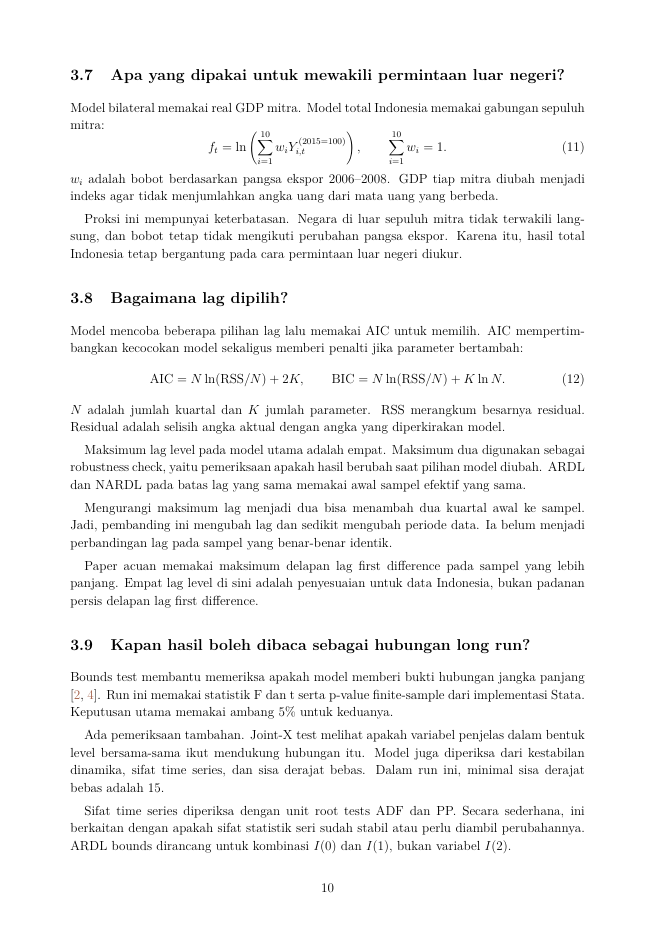 3.7 Apa yang dipakai untuk mewakili permintaan luar negeri?
Model bilateral memakai real GDP mitra. Model total Indonesia memakai gabungan sepuluh
mitra:
f_t = ln ( ∑_{i=1}^{10} w_i Y_{i,t}^{(2015=100)} ), ∑_{i=1}^{10} w_i = 1. (11)
w_i adalah bobot berdasarkan pangsa ekspor 2006–2008. GDP tiap mitra diubah menjadi
indeks agar tidak menjumlahkan angka uang dari mata uang yang berbeda.
Proksi ini mempunyai keterbatasan. Negara di luar sepuluh mitra tidak terwakili lang-
sung, dan bobot tetap tidak mengikuti perubahan pangsa ekspor. Karena itu, hasil total
Indonesia tetap bergantung pada cara permintaan luar negeri diukur.
3.8 Bagaimana lag dipilih?
Model mencoba beberapa pilihan lag lalu memakai AIC untuk memilih. AIC mempertim-
bangkan kecocokan model sekaligus memberi penalti jika parameter bertambah:
AIC = N ln(RSS/N) + 2K, BIC = N ln(RSS/N) + K ln N. (12)
N adalah jumlah kuartal dan K jumlah parameter. RSS merangkum besarnya residual.
Residual adalah selisih angka aktual dengan angka yang diperkirakan model.
Maksimum lag level pada model utama adalah empat. Maksimum dua digunakan sebagai
robustness check, yaitu pemeriksaan apakah hasil berubah saat pilihan model diubah. ARDL
dan NARDL pada batas lag yang sama memakai awal sampel efektif yang sama.
Mengurangi maksimum lag menjadi dua bisa menambah dua kuartal awal ke sampel.
Jadi, pembanding ini mengubah lag dan sedikit mengubah periode data. Ia belum menjadi
perbandingan lag pada sampel yang benar-benar identik.
Paper acuan memakai maksimum delapan lag first difference pada sampel yang lebih
panjang. Empat lag level di sini adalah penyesuaian untuk data Indonesia, bukan padanan
persis delapan lag first difference.
3.9 Kapan hasil boleh dibaca sebagai hubungan long run?
Bounds test membantu memeriksa apakah model memberi bukti hubungan jangka panjang
[2, 4]. Run ini memakai statistik F dan t serta p-value finite-sample dari implementasi Stata.
Keputusan utama memakai ambang 5% untuk keduanya.
Ada pemeriksaan tambahan. Joint-X test melihat apakah variabel penjelas dalam bentuk
level bersama-sama ikut mendukung hubungan itu. Model juga diperiksa dari kestabilan
dinamika, sifat time series, dan sisa derajat bebas. Dalam run ini, minimal sisa derajat
bebas adalah 15.
Sifat time series diperiksa dengan unit root tests ADF dan PP. Secara sederhana, ini
berkaitan dengan apakah sifat statistik seri sudah stabil atau perlu diambil perubahannya.
ARDL bounds dirancang untuk kombinasi I(0) dan I(1), bukan variabel I(2).
10